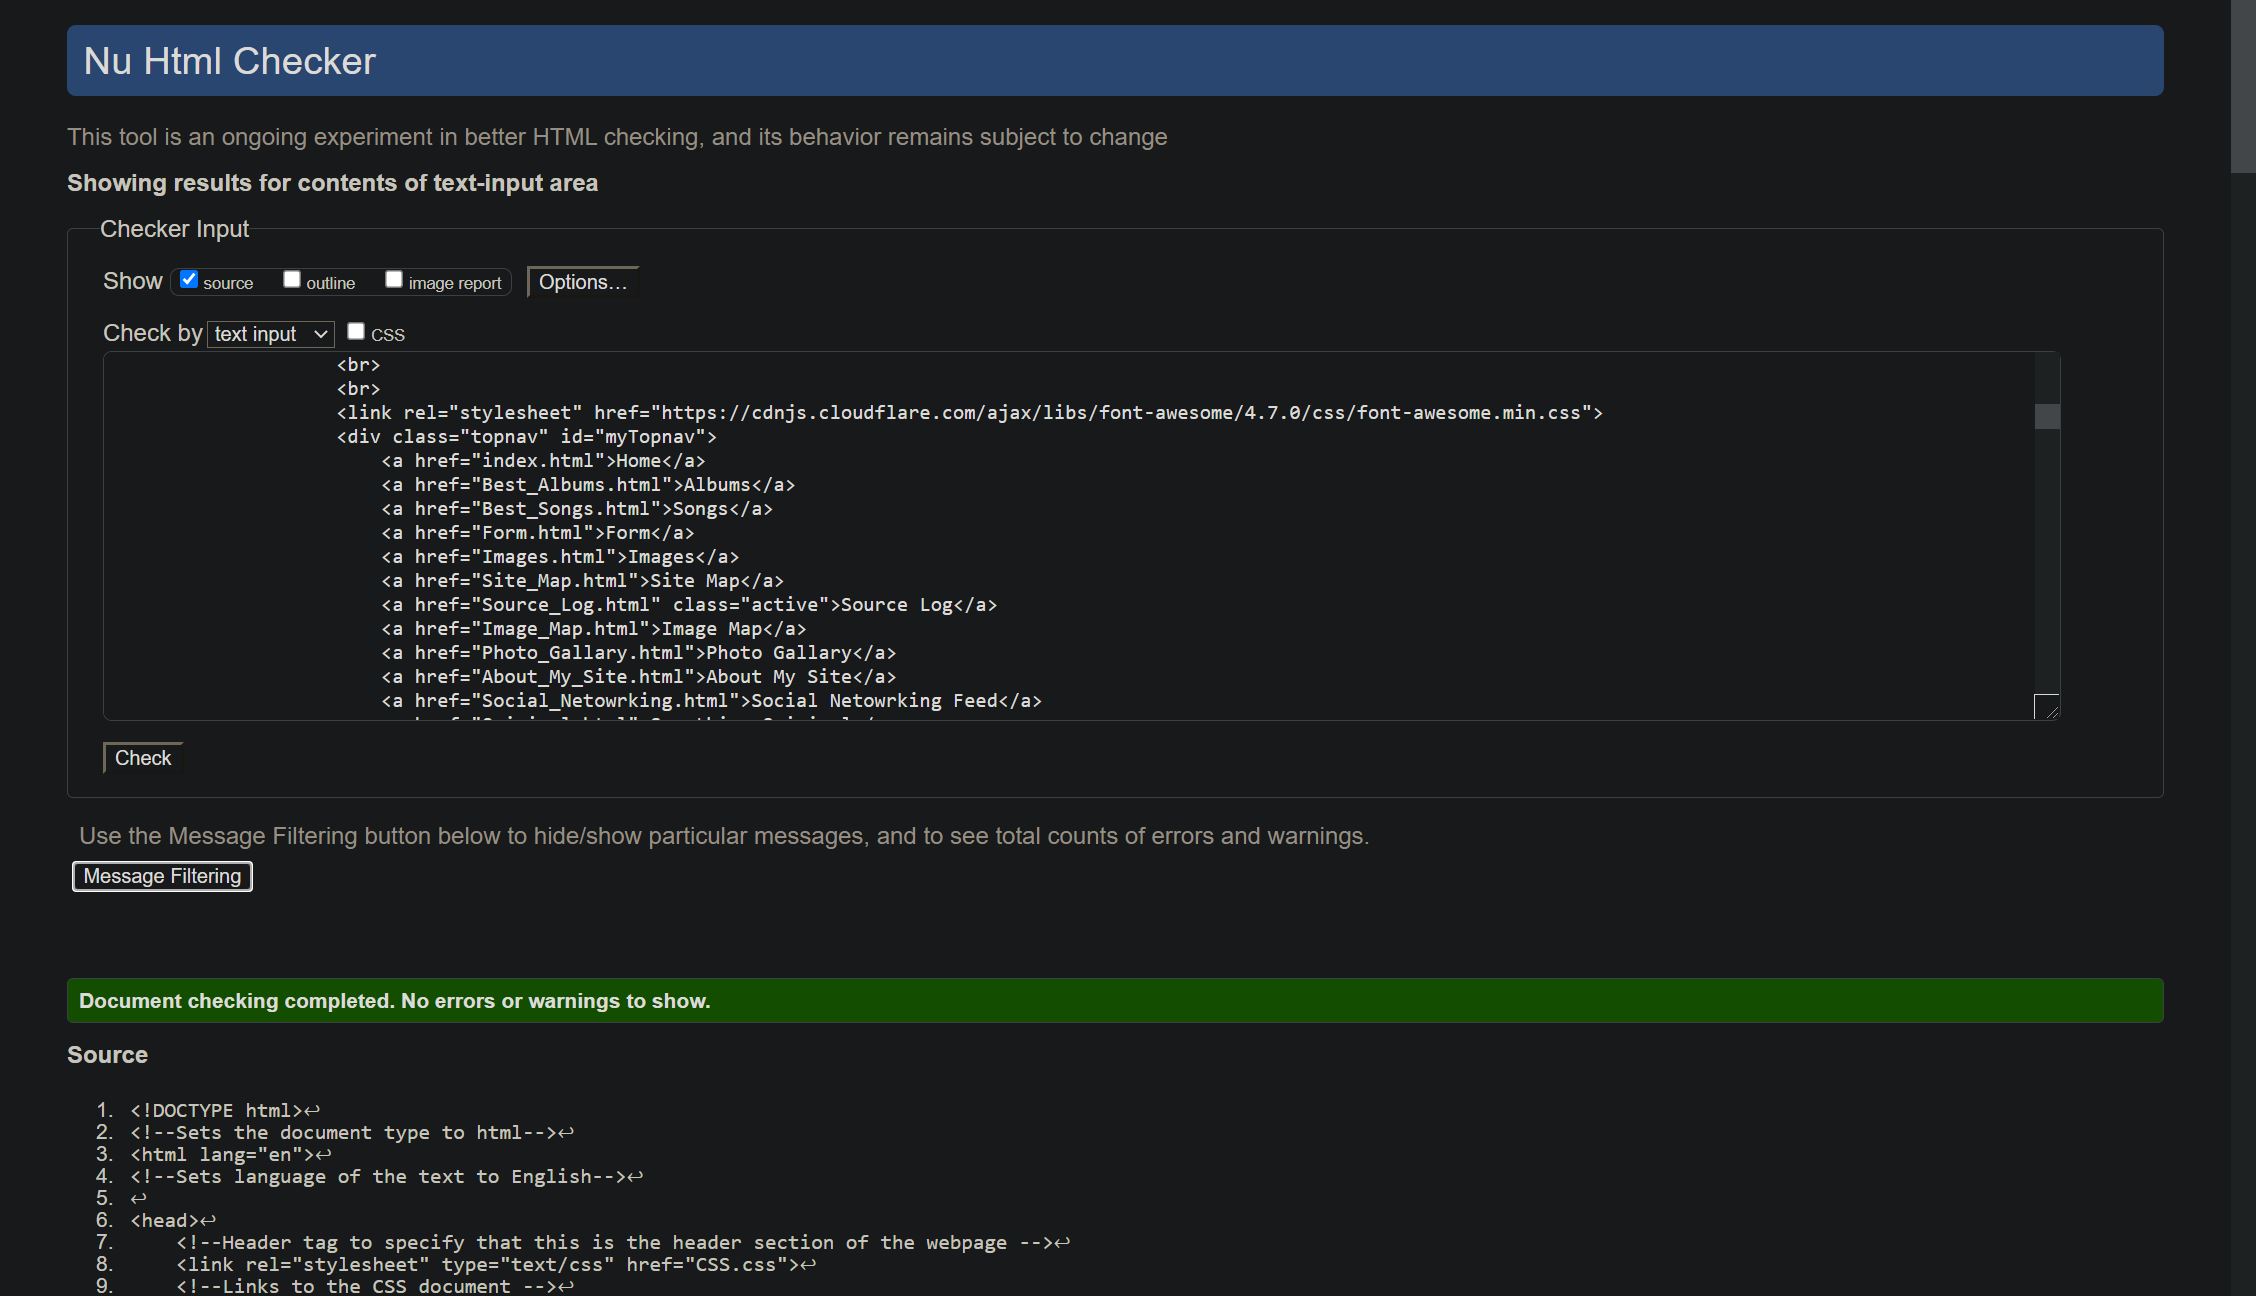 Nu Html Checker
This tool is an ongoing experiment in better HTML checking, and its behavior remains subject to change
Showing results for contents of text-input area
Checker Input
Show source outline image report Options...
Check by text input CSS
<br>
<br>
<link rel="stylesheet" href="https://cdnjs.cloudflare.com/ajax/libs/font-awesome/4.7.0/css/font-awesome.min.css">
<div class="topnav" id="myTopnav">
<a href="index.html">Home</a>
<a href="Best_Albums.html">Albums</a>
<a href="Best_Songs.html">Songs</a>
<a href="Form.html">Form</a>
<a href="Images.html">Images</a>
<a href="Site_Map.html">Site Map</a>
<a href="Source_Log.html" class="active">Source Log</a>
<a href="Image_Map.html">Image Map</a>
<a href="Photo_Gallary.html">Photo Gallary</a>
<a href="About_My_Site.html">About My Site</a>
<a href="Social_Netowrking.html">Social Netowrking Feed</a>
Check
Use the Message Filtering button below to hide/show particular messages, and to see total counts of errors and warnings.
Message Filtering
Document checking completed. No errors or warnings to show.
Source
1. <!DOCTYPE html>↩
2. <!--Sets the document type to html-->↩
3. <html lang="en">↩
4. <!--Sets language of the text to English-->↩
5. ↩
6. <head>↩
7. <!--Header tag to specify that this is the header section of the webpage -->↩
8. <link rel="stylesheet" type="text/css" href="CSS.css">↩
9. <!--Links to the CSS document -->↩